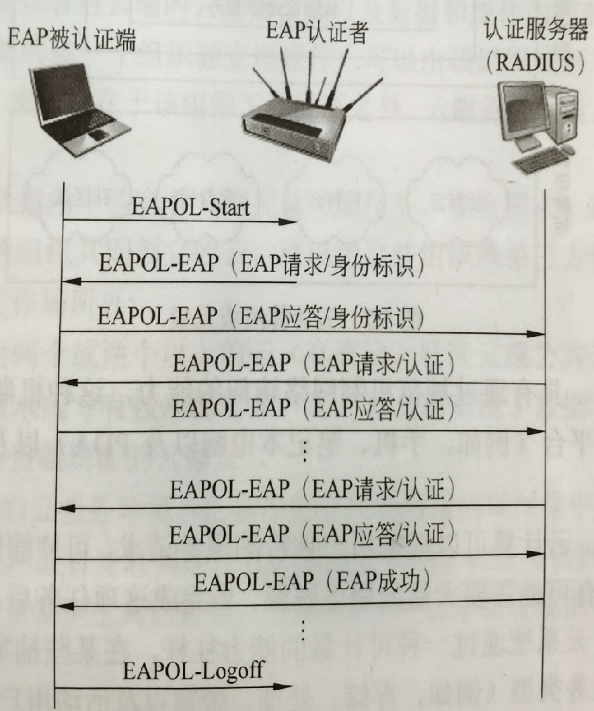 EAP被认证端
EAP认证者
认证服务器
(RADIUS)
EAPOL-Start
EAPOL-EAP（EAP请求/身份标识）
EAPOL-EAP（EAP应答/身份标识）
EAPOL-EAP（EAP请求/认证）
EAPOL-EAP（EAP应答/认证）
⋮
EAPOL-EAP（EAP请求/认证）
EAPOL-EAP（EAP应答/认证）
EAPOL-EAP（EAP成功）
⋮
EAPOL-Logoff